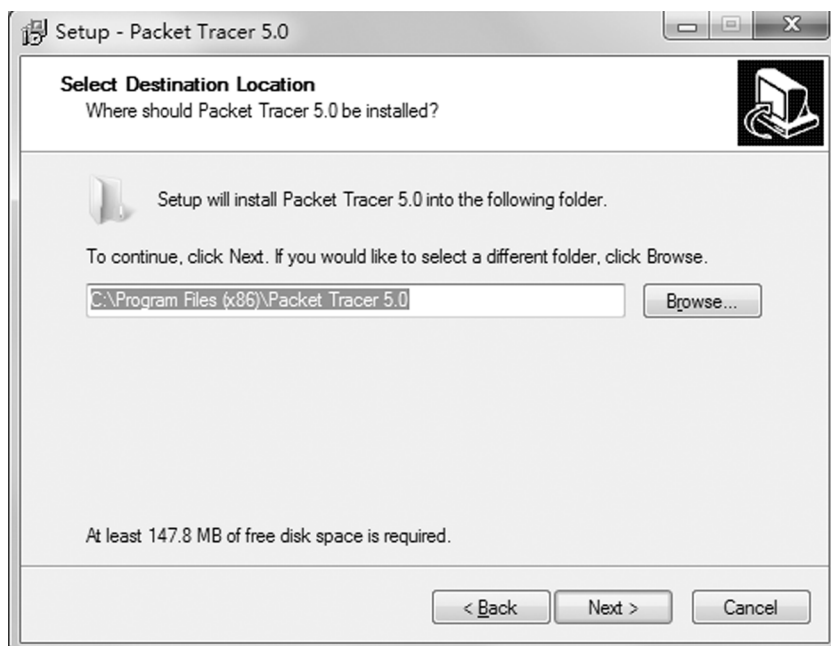 Setup - Packet Tracer 5.0
Select Destination Location
Where should Packet Tracer 5.0 be installed?
Setup will install Packet Tracer 5.0 into the following folder.
To continue, click Next. If you would like to select a different folder, click Browse.
C:\Program Files (x86)\Packet Tracer 5.0
Browse...
At least 147.8 MB of free disk space is required.
< Back
Next >
Cancel